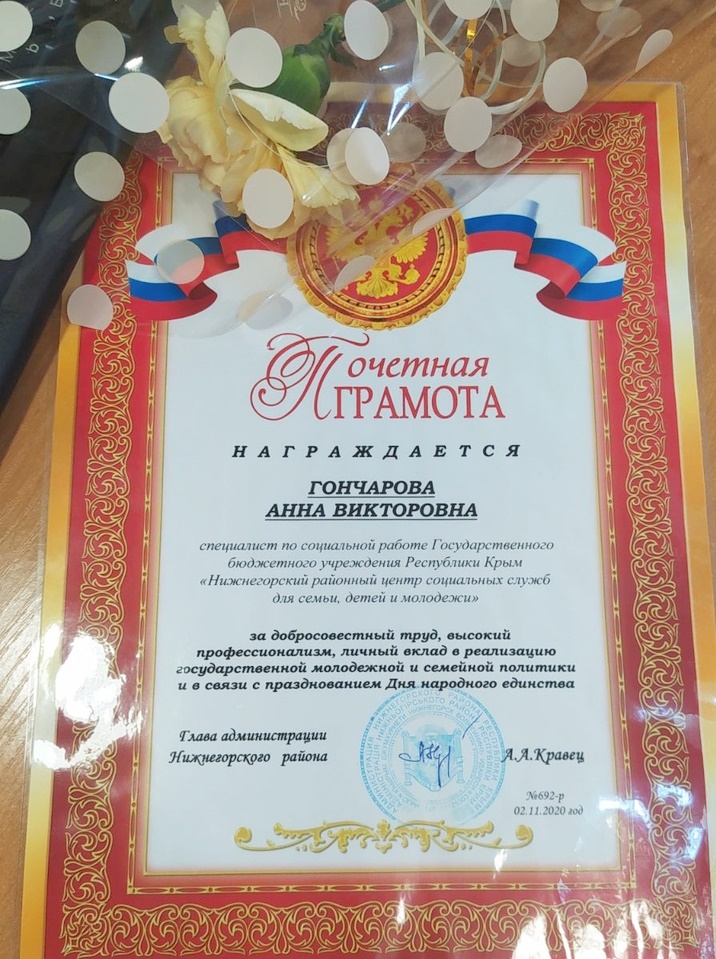 Почетная
ГРАМОТА
НАГРАЖДАЕТСЯ
ГОНЧАРОВА
АННА ВИКТОРОВНА
специалист по социальной работе Государственного
бюджетного учреждения Республики Крым
«Нижнегорский районный центр социальных служб
для семьи, детей и молодежи»
за добросовестный труд, высокий
профессионализм, личный вклад в реализацию
государственной молодежной и семейной политики
и в связи с празднованием Дня народного единства
Глава администрации
Нижнегорского района
А.А.Кравец
№692-р
02.11.2020 год